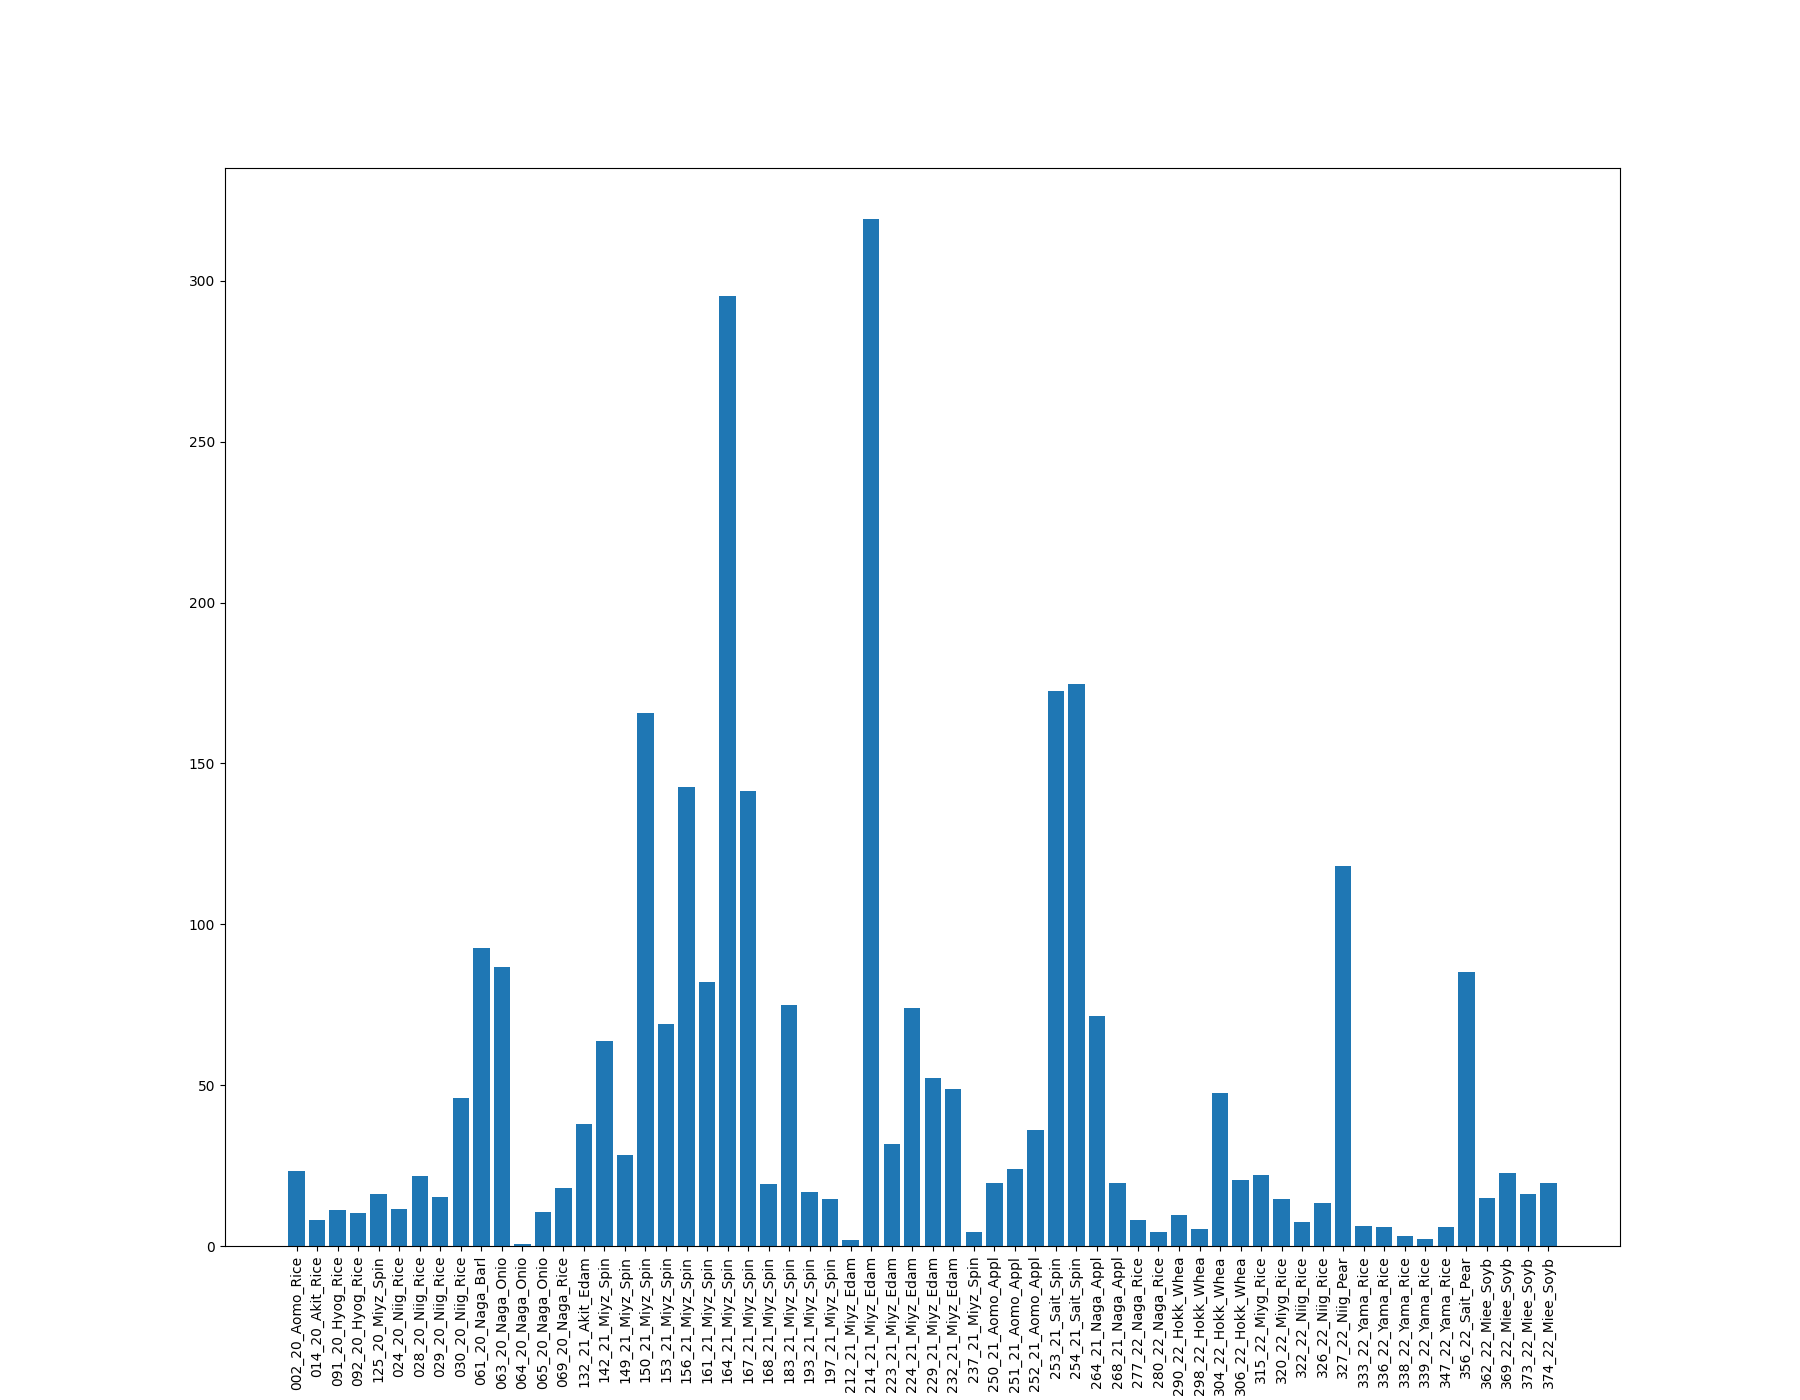 300
250
200
150
100
50
0
002_20_Aomo_Rice
014_20_Akit_Rice
091_20_Hyog_Rice
092_20_Hyog_Rice
125_20_Miyz_Spin
024_20_Niig_Rice
028_20_Niig_Rice
029_20_Niig_Rice
030_20_Niig_Rice
061_20_Naga_Barl
063_20_Naga_Onio
064_20_Naga_Onio
065_20_Naga_Onio
069_20_Naga_Rice
132_21_Akit_Edam
142_21_Miyz_Spin
149_21_Miyz_Spin
150_21_Miyz_Spin
153_21_Miyz_Spin
156_21_Miyz_Spin
161_21_Miyz_Spin
164_21_Miyz_Spin
167_21_Miyz_Spin
168_21_Miyz_Spin
183_21_Miyz_Spin
193_21_Miyz_Spin
197_21_Miyz_Spin
212_21_Miyz_Edam
214_21_Miyz_Edam
223_21_Miyz_Edam
224_21_Miyz_Edam
229_21_Miyz_Edam
232_21_Miyz_Edam
237_21_Miyz_Spin
250_21_Aomo_Appl
251_21_Aomo_Appl
252_21_Aomo_Appl
253_21_Sait_Spin
254_21_Sait_Spin
264_21_Naga_Appl
268_21_Naga_Appl
277_22_Naga_Rice
280_22_Naga_Rice
290_22_Hokk_Whea
298_22_Hokk_Whea
304_22_Hokk_Whea
306_22_Hokk_Whea
315_22_Miyg_Rice
320_22_Miyg_Rice
322_22_Niig_Rice
326_22_Niig_Rice
327_22_Niig_Pear
333_22_Yama_Rice
336_22_Yama_Rice
338_22_Yama_Rice
339_22_Yama_Rice
347_22_Yama_Rice
356_22_Sait_Pear
362_22_Miee_Soyb
369_22_Miee_Soyb
373_22_Miee_Soyb
374_22_Miee_Soyb